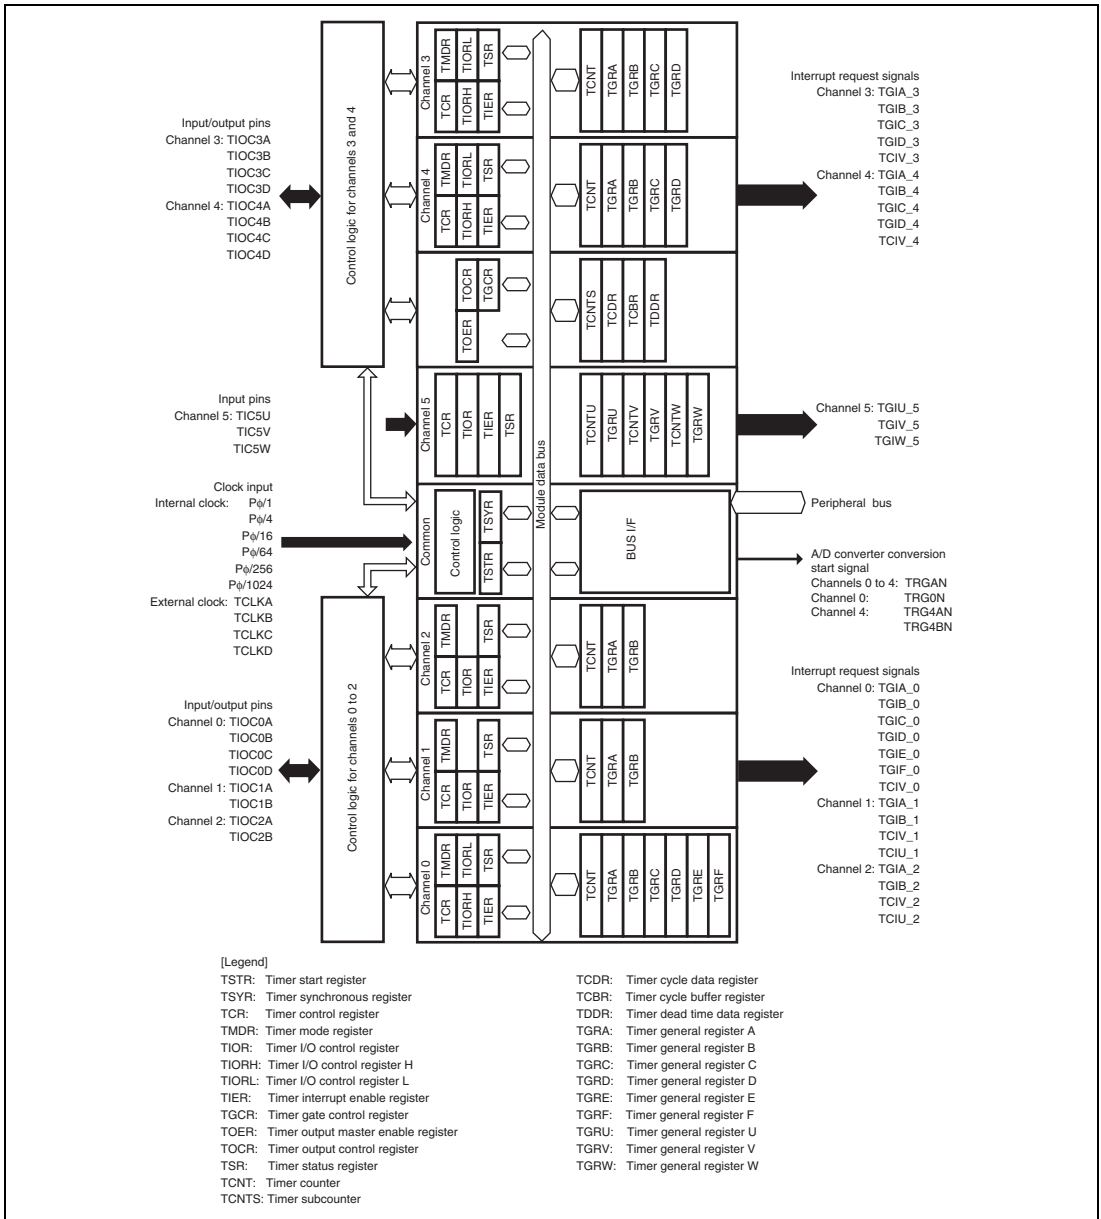 Input/output pins
Channel 3: TIOC3A
TIOC3B
TIOC3C
TIOC3D
Channel 4: TIOC4A
TIOC4B
TIOC4C
TIOC4D
Input pins
Channel 5: TIC5U
TIC5V
TIC5W
Clock input
Internal clock: Pφ/1
Pφ/4
Pφ/16
Pφ/64
Pφ/256
Pφ/1024
External clock: TCLKA
TCLKB
TCLKC
TCLKD
Input/output pins
Channel 0: TIOC0A
TIOC0B
TIOC0C
TIOC0D
Channel 1: TIOC1A
TIOC1B
Channel 2: TIOC2A
TIOC2B
Control logic for channels 3 and 4
Control logic for channels 0 to 2
Channel 3
TCR TMDR
TIORH TIORL
TIER TSR
TCNT
TGRA
TGRB
TGRC
TGRD
Channel 4
TCR TMDR
TIORH TIORL
TIER TSR
TCNT
TGRA
TGRB
TGRC
TGRD
TOER TOCR
TGCR
TCNTS
TCDR
TCBR
TDDR
Channel 5
TCR
TIOR
TIER
TSR
TCNTU
TGRU
TCNTV
TGRV
TCNTW
TGRW
Common
Control logic
TSTR TSYR
Module data bus
BUS I/F
Channel 2
TCR TMDR
TIOR
TIER TSR
TCNT
TGRA
TGRB
Channel 1
TCR TMDR
TIOR
TIER TSR
TCNT
TGRA
TGRB
Channel 0
TCR TMDR
TIORH TIORL
TIER TSR
TCNT
TGRA
TGRB
TGRC
TGRD
TGRE
TGRF
Interrupt request signals
Channel 3: TGIA_3
TGIB_3
TGIC_3
TGID_3
TCIV_3
Channel 4: TGIA_4
TGIB_4
TGIC_4
TGID_4
TCIV_4
Channel 5: TGIU_5
TGIV_5
TGIW_5
Peripheral bus
A/D converter conversion
start signal
Channels 0 to 4: TRGAN
Channel 0: TRG0N
Channel 4: TRG4AN
TRG4BN
Interrupt request signals
Channel 0: TGIA_0
TGIB_0
TGIC_0
TGID_0
TGIE_0
TGIF_0
TCIV_0
Channel 1: TGIA_1
TGIB_1
TCIV_1
TCIU_1
Channel 2: TGIA_2
TGIB_2
TCIV_2
TCIU_2
[Legend]
TSTR: Timer start register
TSYR: Timer synchronous register
TCR: Timer control register
TMDR: Timer mode register
TIOR: Timer I/O control register
TIORH: Timer I/O control register H
TIORL: Timer I/O control register L
TIER: Timer interrupt enable register
TGCR: Timer gate control register
TOER: Timer output master enable register
TOCR: Timer output control register
TSR: Timer status register
TCNT: Timer counter
TCNTS: Timer subcounter
TCDR: Timer cycle data register
TCBR: Timer cycle buffer register
TDDR: Timer dead time data register
TGRA: Timer general register A
TGRB: Timer general register B
TGRC: Timer general register C
TGRD: Timer general register D
TGRE: Timer general register E
TGRF: Timer general register F
TGRU: Timer general register U
TGRV: Timer general register V
TGRW: Timer general register W